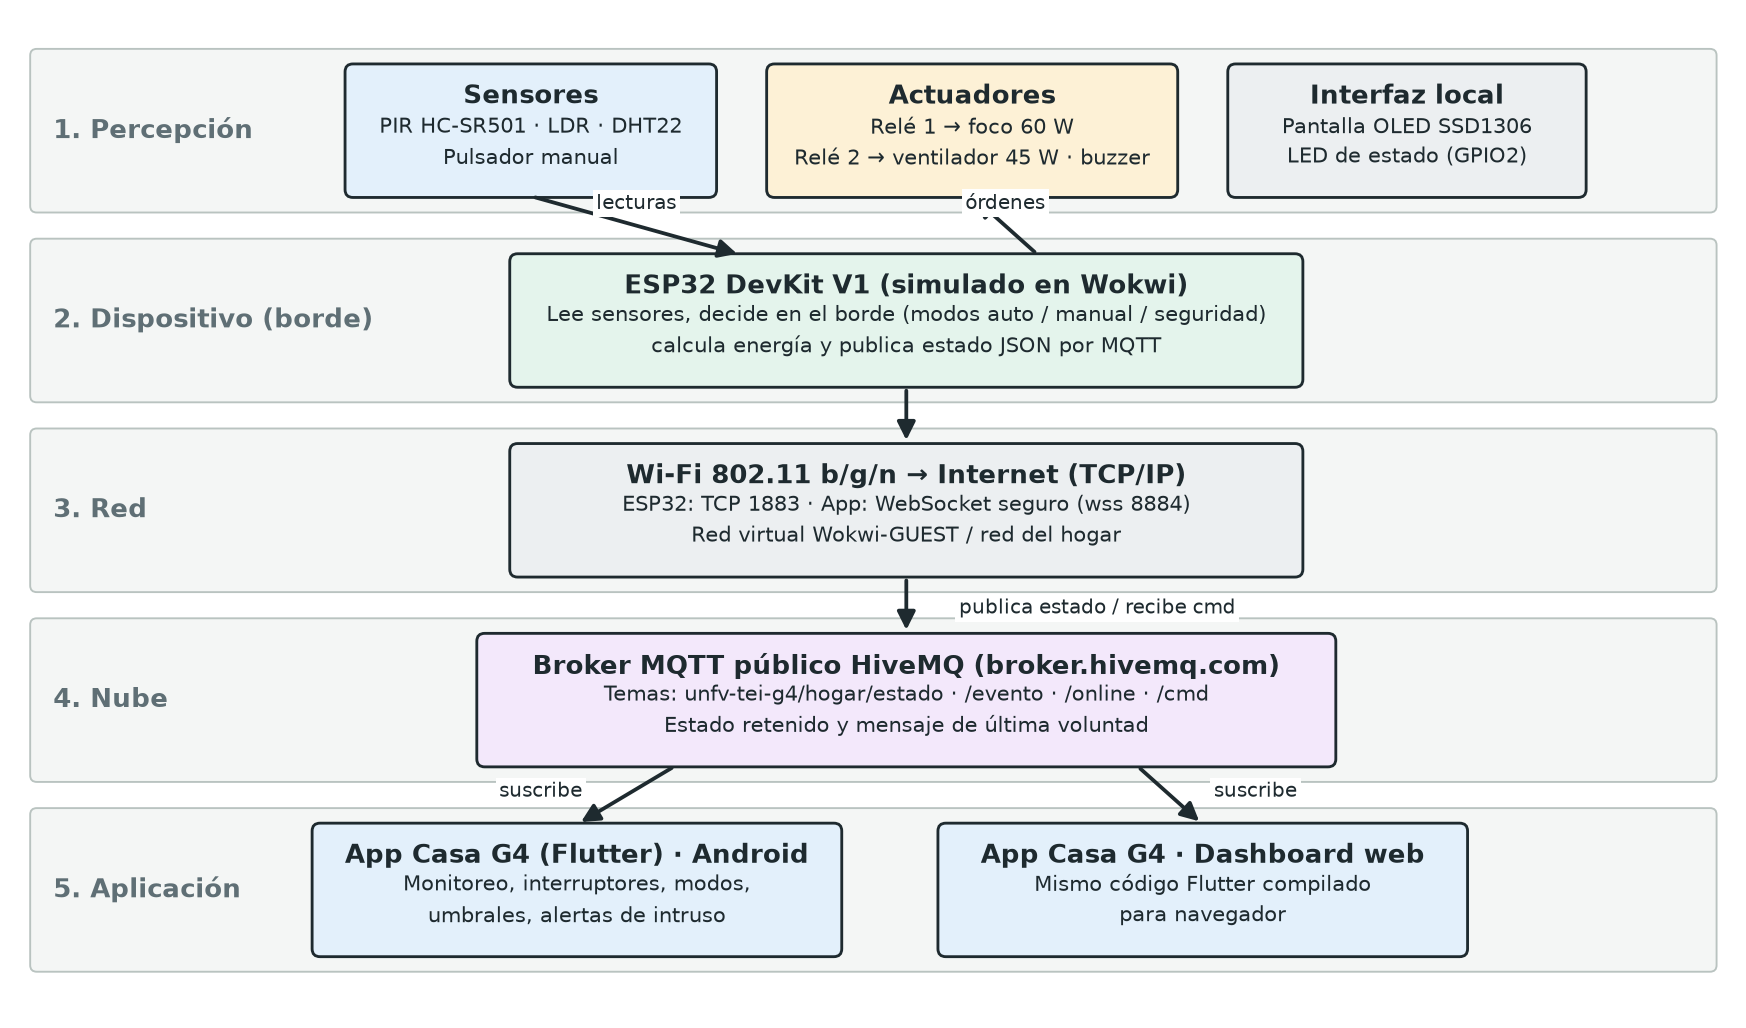 1. Percepción
Sensores
PIR HC-SR501 · LDR · DHT22
Pulsador manual
Actuadores
Relé 1 → foco 60 W
Relé 2 → ventilador 45 W · buzzer
Interfaz local
Pantalla OLED SSD1306
LED de estado (GPIO2)
lecturas
órdenes
2. Dispositivo (borde)
ESP32 DevKit V1 (simulado en Wokwi)
Lee sensores, decide en el borde (modos auto / manual / seguridad)
calcula energía y publica estado JSON por MQTT
3. Red
Wi-Fi 802.11 b/g/n → Internet (TCP/IP)
ESP32: TCP 1883 · App: WebSocket seguro (wss 8884)
Red virtual Wokwi-GUEST / red del hogar
publica estado / recibe cmd
4. Nube
Broker MQTT público HiveMQ (broker.hivemq.com)
Temas: unfv-tei-g4/hogar/estado · /evento · /online · /cmd
Estado retenido y mensaje de última voluntad
suscribe
suscribe
5. Aplicación
App Casa G4 (Flutter) · Android
Monitoreo, interruptores, modos,
umbrales, alertas de intruso
App Casa G4 · Dashboard web
Mismo código Flutter compilado
para navegador